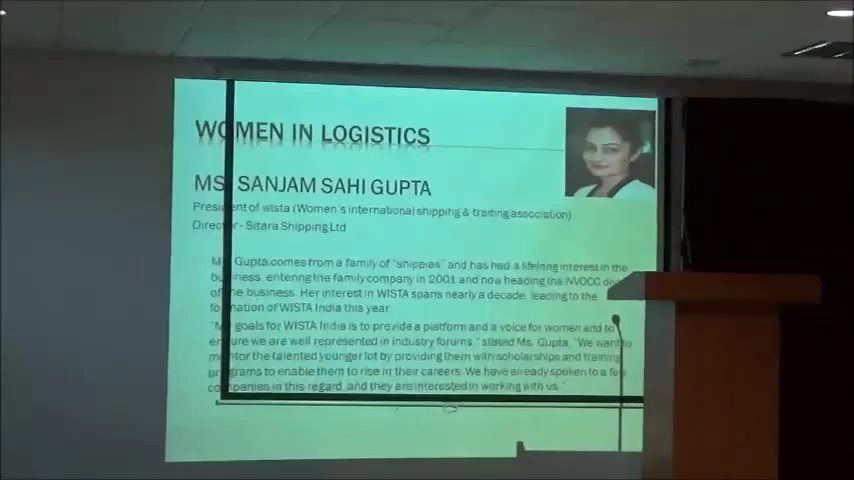 WOMEN IN LOGISTICS
MS. SANJAM SAHI GUPTA
President of wista (Women's international shipping & trading association)
Director - Sitara Shipping Ltd
Ms. Gupta comes from a family of "shippies" and has had a lifelong interest in the
business, entering the family company in 2001 and now heading the NVOCC
of the business. Her interest in WISTA spans nearly a decade, leading to the
formation of WISTA India this year
"My goals for WISTA India is to provide a platform and a voice for women and to
ensure we are well represented in industry forums," stated Ms. Gupta. "We want to
mentor the talented younger lot by providing them with scholarships and training
programs to enable them to rise in their careers. We have already spoken to a few
companies in this regard, and they are interested in working with us."